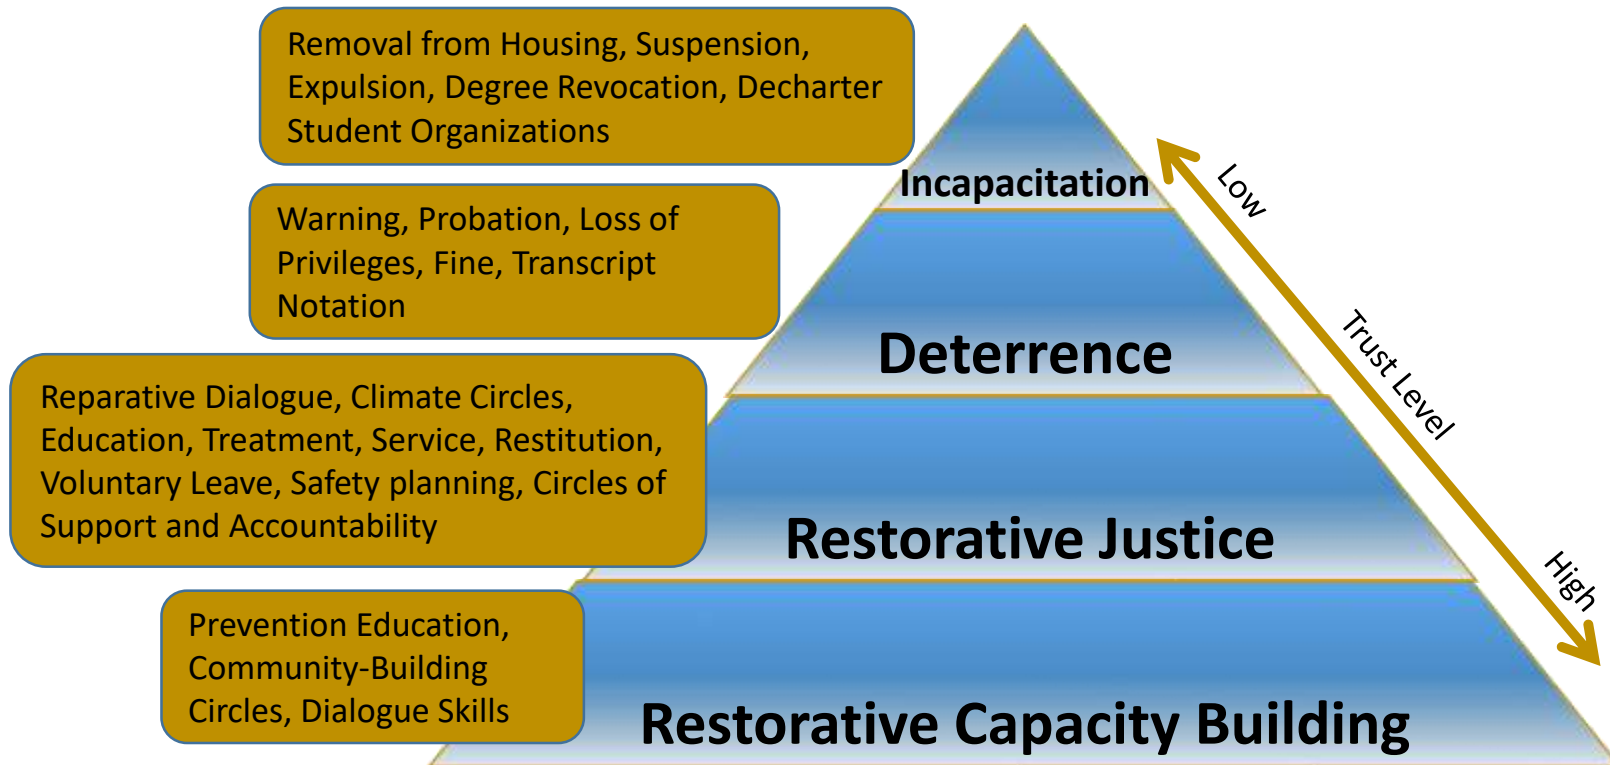 Removal from Housing, Suspension,
Expulsion, Degree Revocation, Decharter
Student Organizations
Incapacitation
Warning, Probation, Loss of
Privileges, Fine, Transcript
Notation
Deterrence
Reparative Dialogue, Climate Circles,
Education, Treatment, Service, Restitution,
Voluntary Leave, Safety planning, Circles of
Support and Accountability
Restorative Justice
Prevention Education,
Community-Building
Circles, Dialogue Skills
Restorative Capacity Building
Low
Trust Level
High